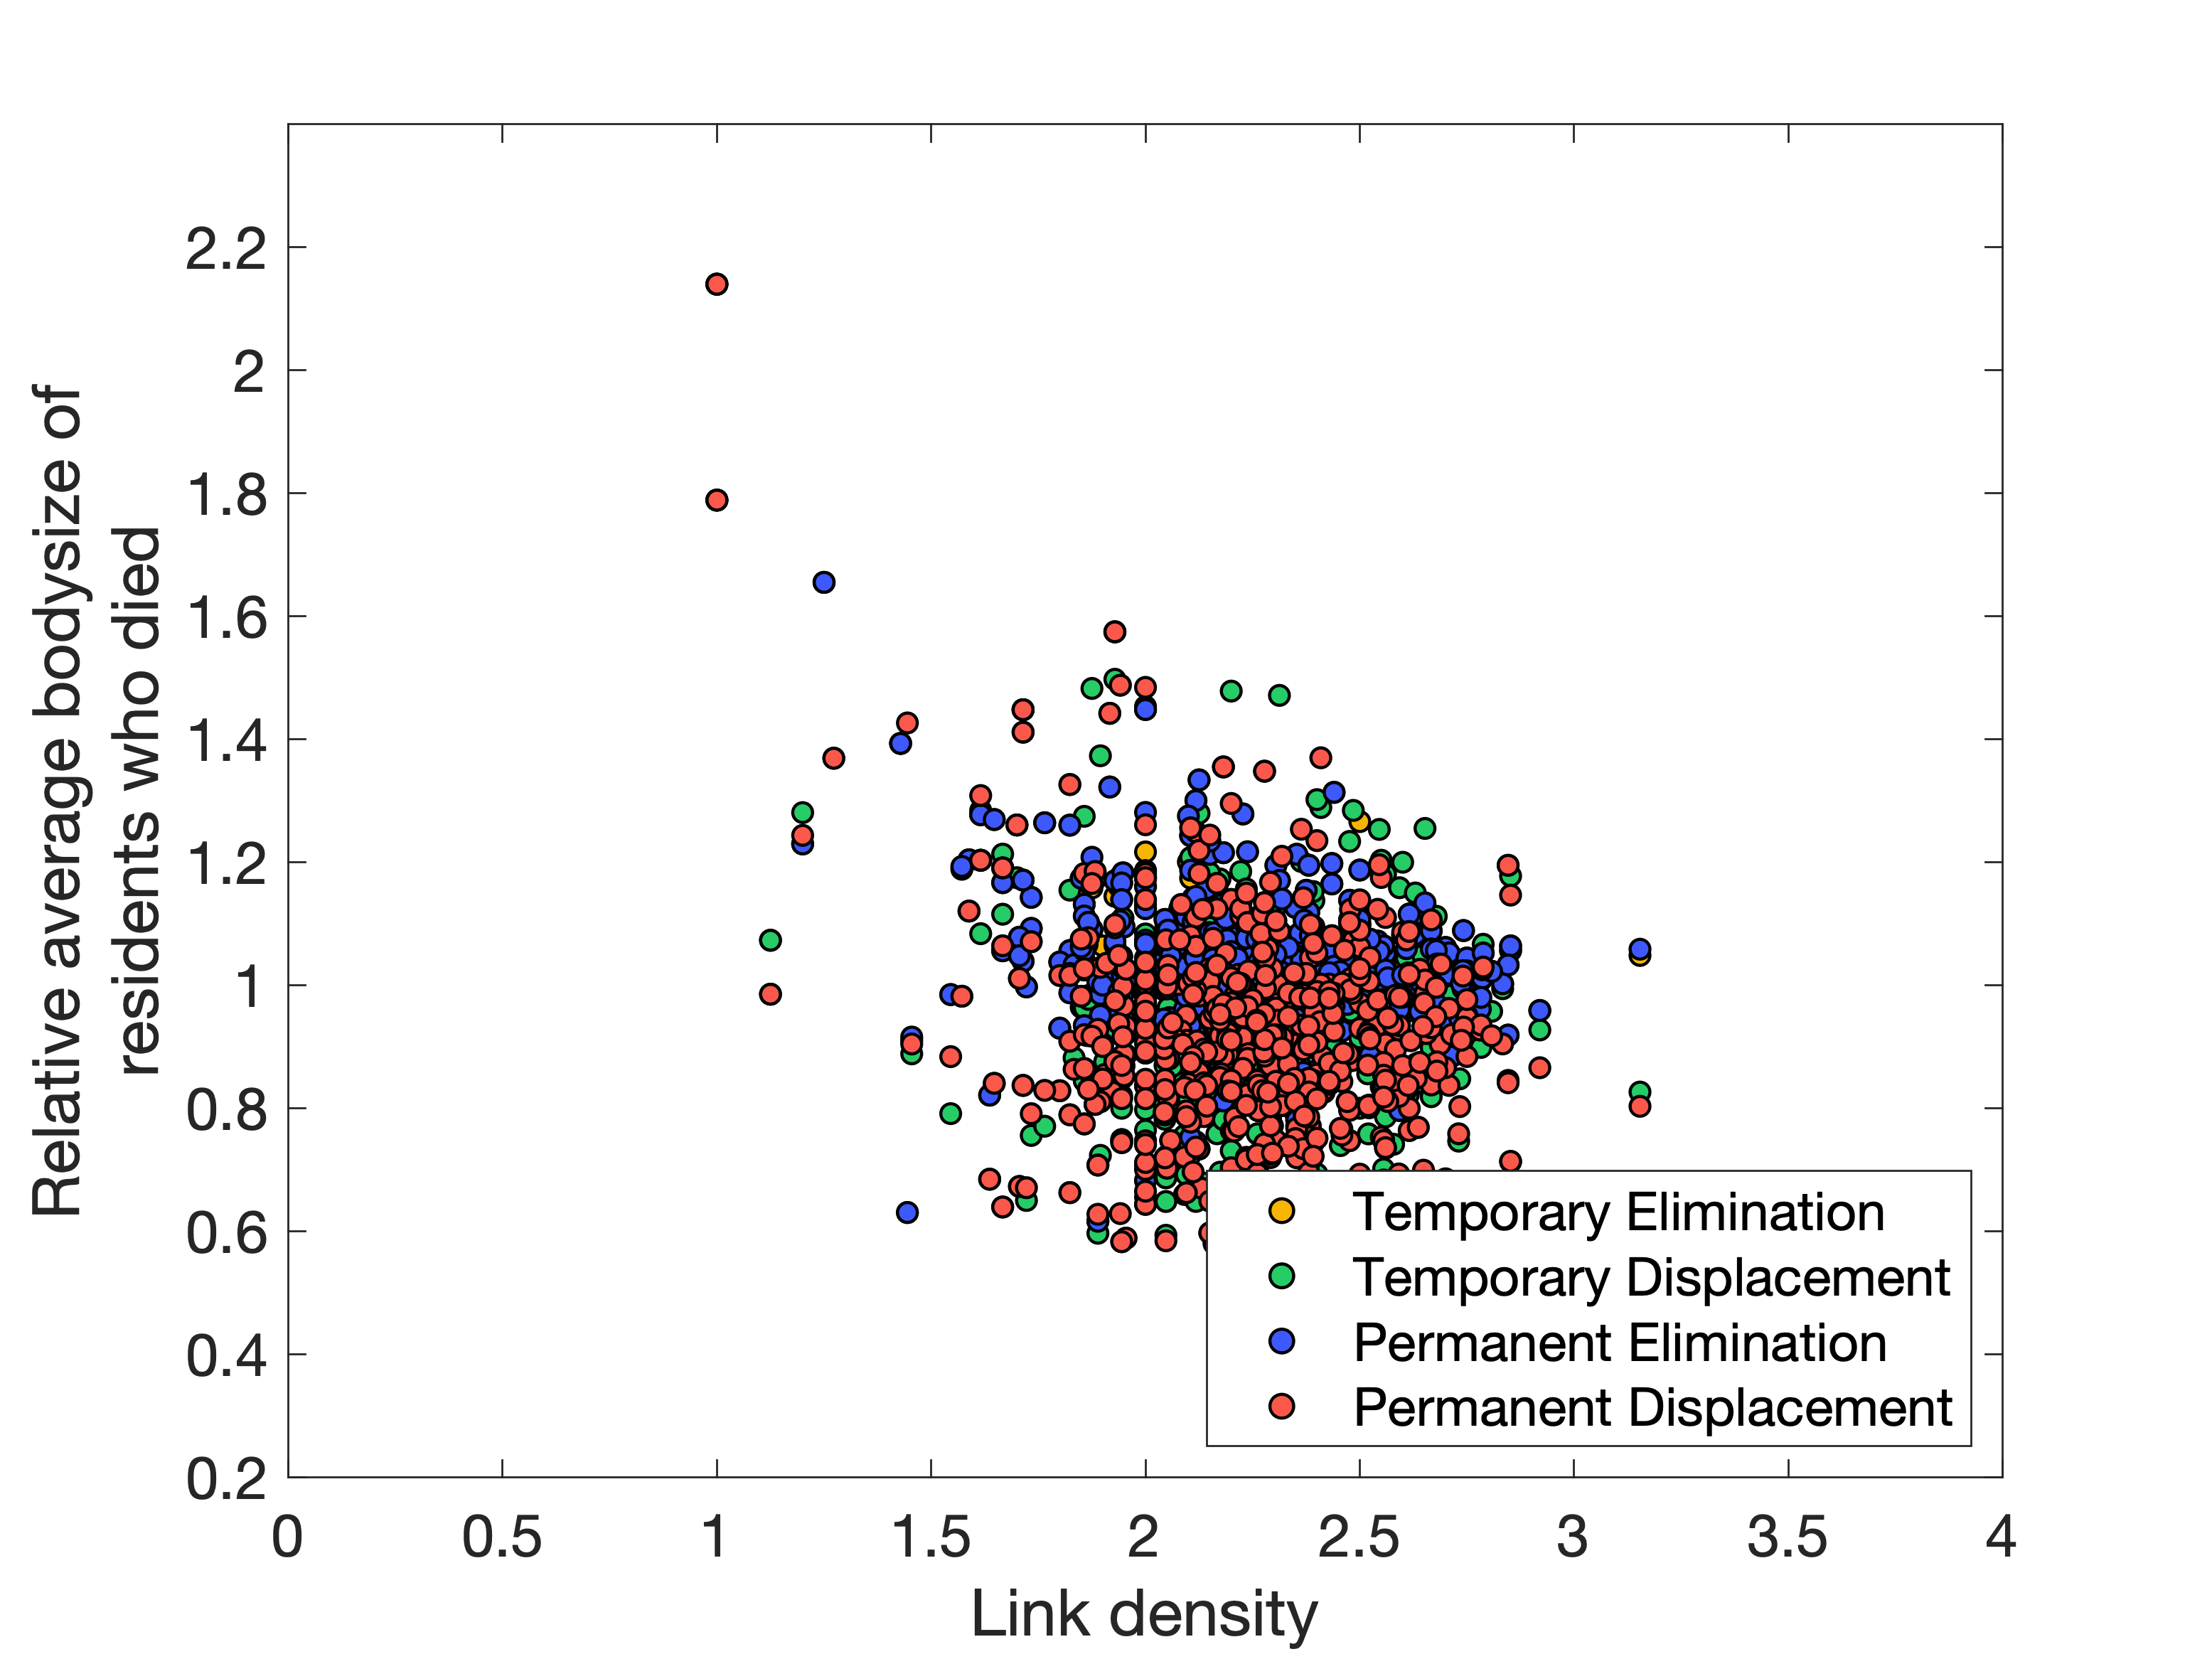 Relative average bodysize of
residents who died
2.2
2
1.8
1.6
1.4
1.2
1
0.8
0.6
0.4
0.2
0 0.5 1 1.5 2 2.5 3 3.5 4
Link density
Temporary Elimination
Temporary Displacement
Permanent Elimination
Permanent Displacement